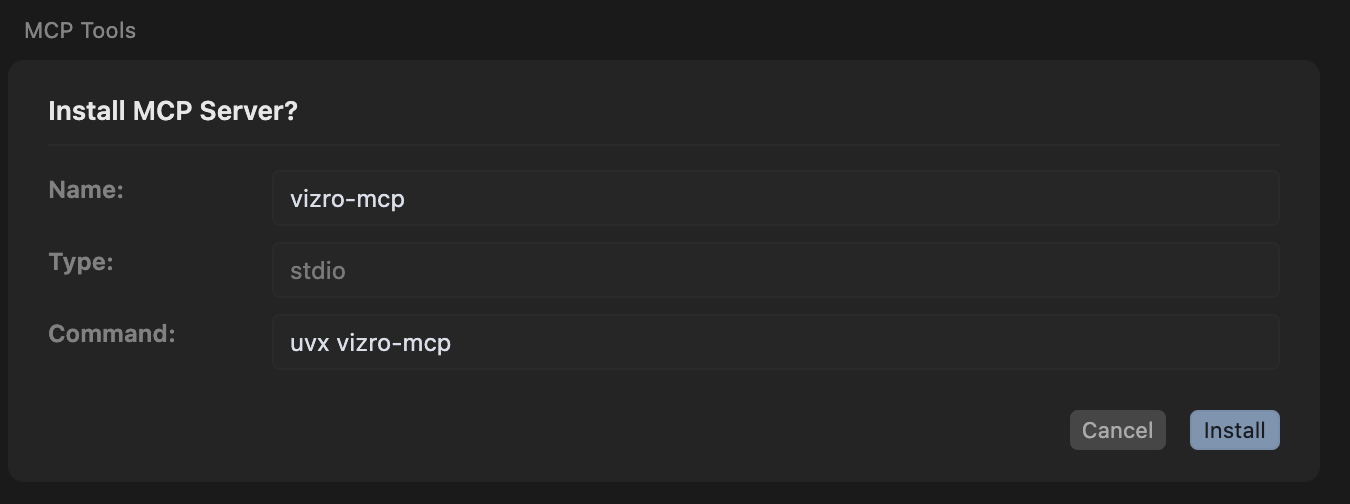 MCP Tools
Install MCP Server?
Name:
vizro-mcp
Type:
stdio
Command:
uvx vizro-mcp
Cancel
Install